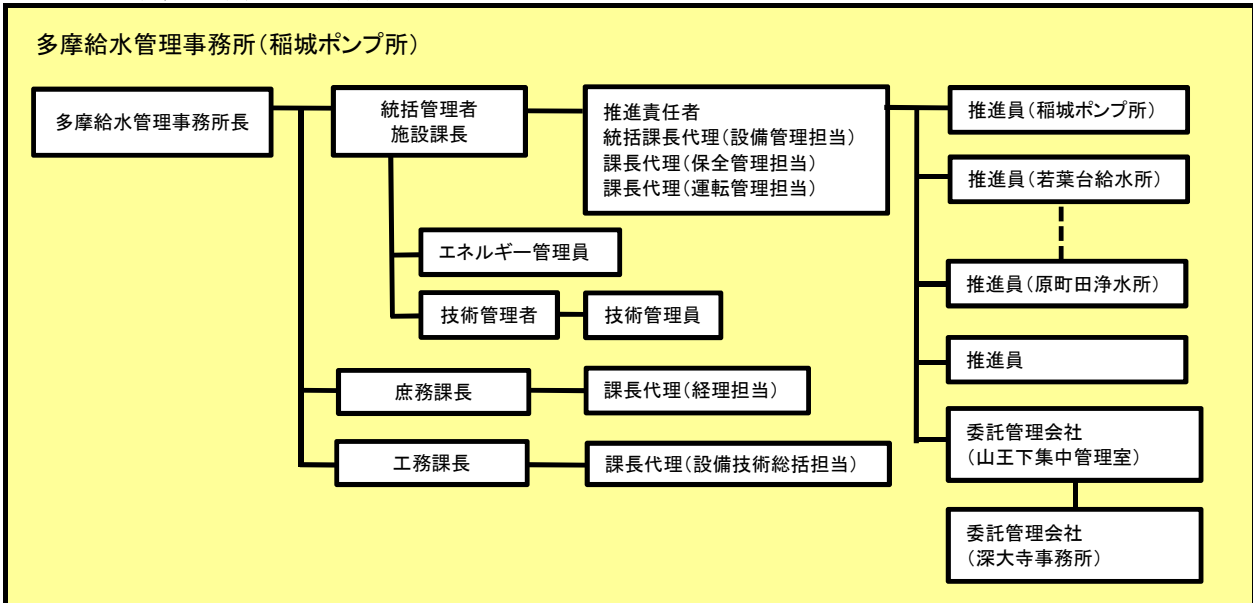 多摩給水管理事務所(稲城ポンプ所)
多摩給水管理事務所長
統括管理者
施設課長
推進責任者
統括課長代理(設備管理担当)
課長代理(保全管理担当)
課長代理(運転管理担当)
推進員(稲城ポンプ所)
推進員(若葉台給水所)
エネルギー管理員
推進員(原町田浄水所)
技術管理者
技術管理員
推進員
庶務課長
課長代理(経理担当)
委託管理会社
(山王下集中管理室)
工務課長
課長代理(設備技術総括担当)
委託管理会社
(深大寺事務所)